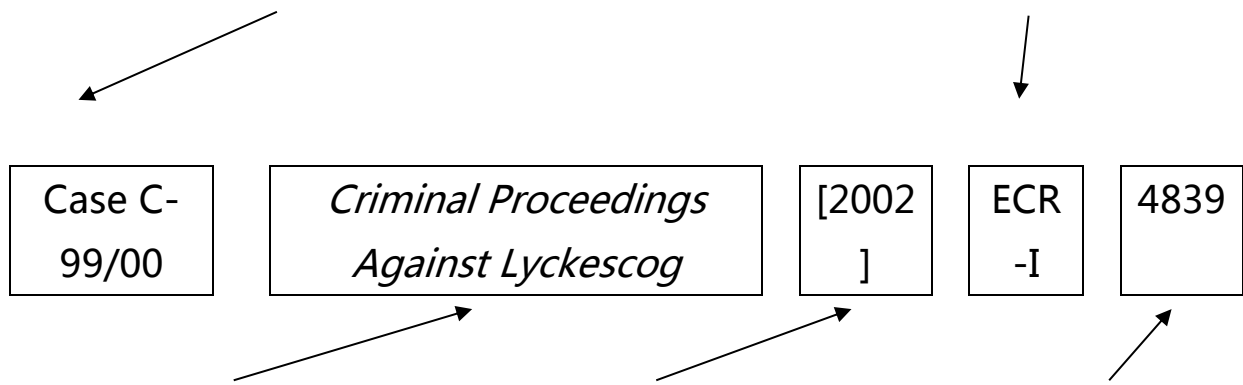 Case C-
99/00
Criminal Proceedings
Against Lyckescog
[2002
]
ECR
-I
4839